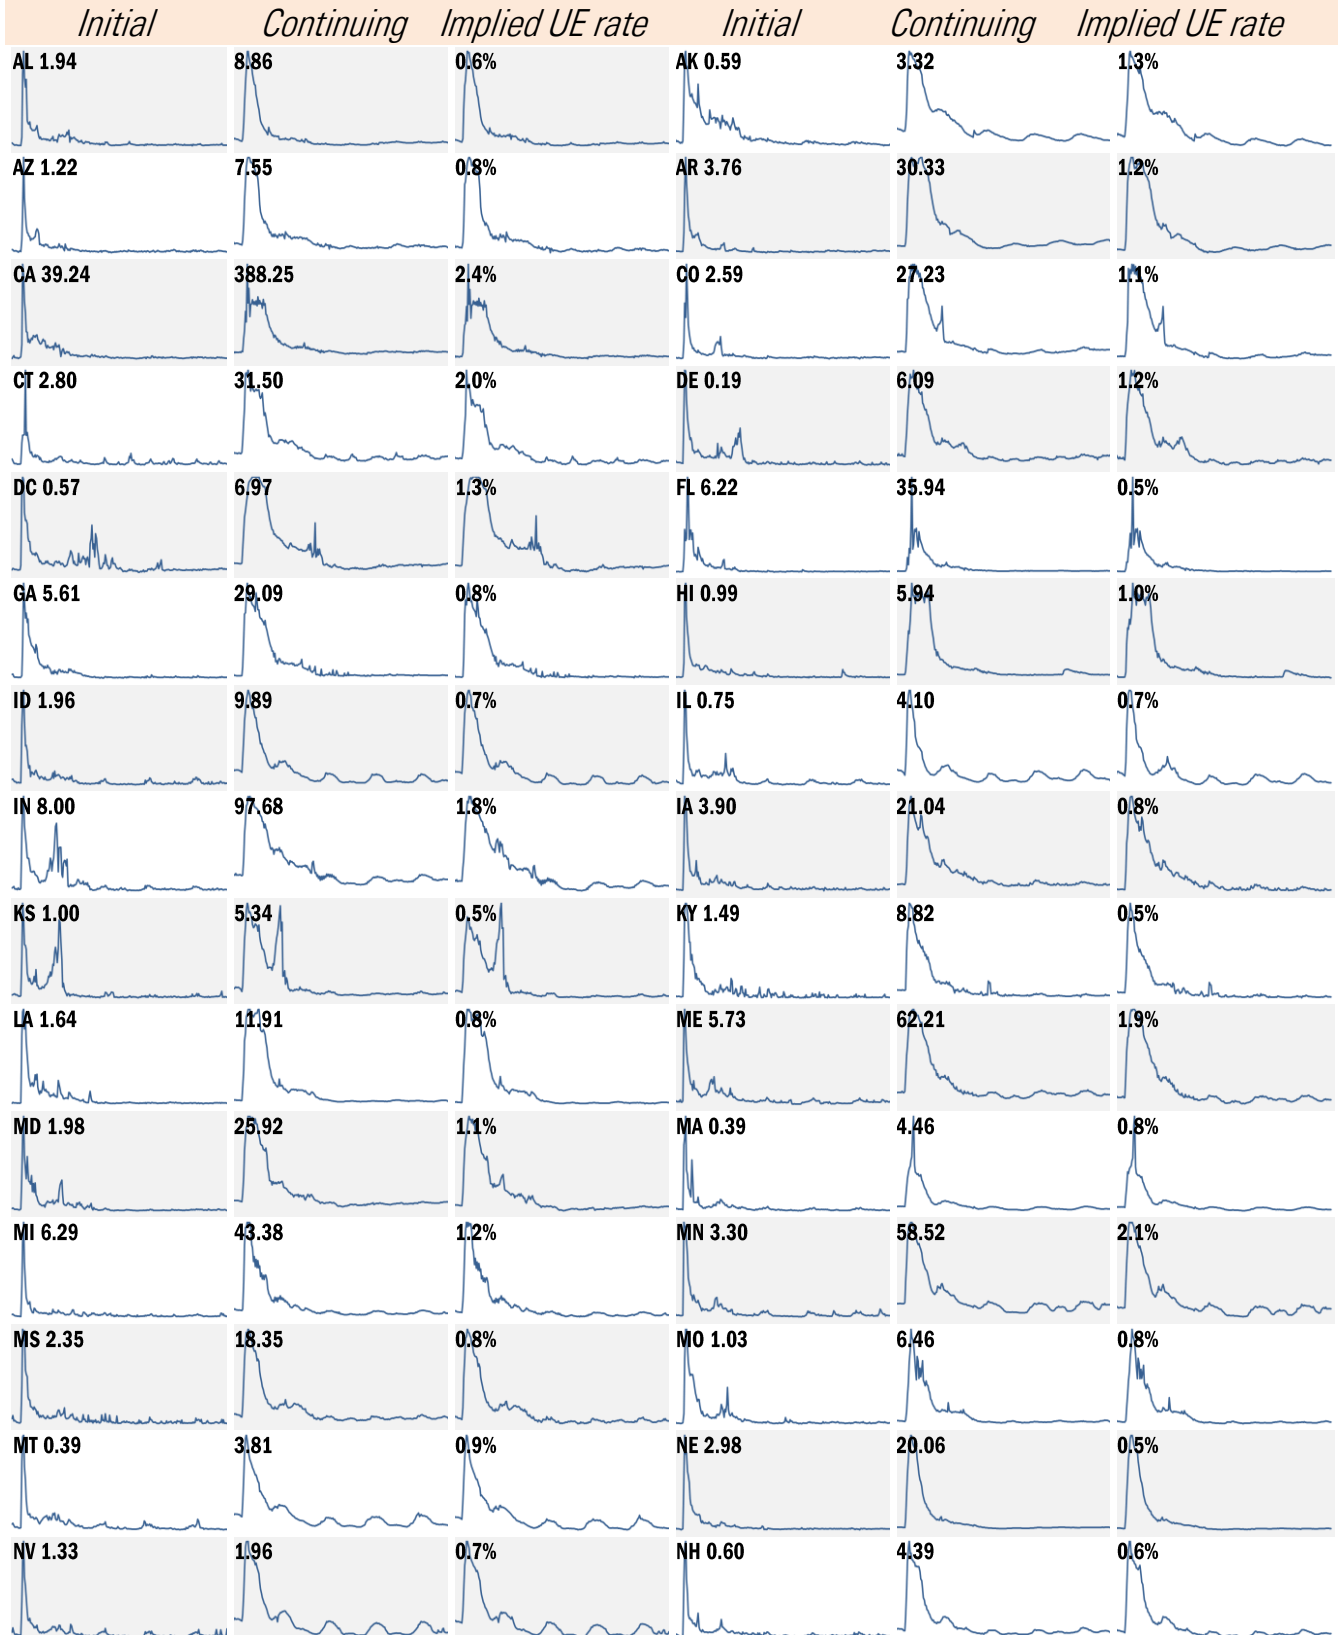 Initial Continuing Implied UE rate Initial Continuing Implied UE rate
AL 1.94 8.86 0.6% AK 0.59 3.32 1.3%
AZ 1.22 7.55 0.8% AR 3.76 30.33 1.2%
CA 39.24 388.25 2.4% CO 2.59 27.23 1.1%
CT 2.80 31.50 2.0% DE 0.19 6.09 1.2%
DC 0.57 6.97 1.3% FL 6.22 35.94 0.5%
GA 5.61 29.09 0.8% HI 0.99 5.94 1.0%
ID 1.96 9.89 0.7% IL 0.75 4.10 0.7%
IN 8.00 97.68 1.8% IA 3.90 21.04 0.8%
KS 1.00 5.34 0.5% KY 1.49 8.82 0.5%
LA 1.64 11.91 0.8% ME 5.73 62.21 1.9%
MD 1.98 25.92 1.1% MA 0.39 4.46 0.8%
MI 6.29 43.38 1.2% MN 3.30 58.52 2.1%
MS 2.35 18.35 0.8% MO 1.03 6.46 0.8%
MT 0.39 3.81 0.9% NE 2.98 20.06 0.5%
NV 1.33 1.96 0.7% NH 0.60 4.39 0.6%